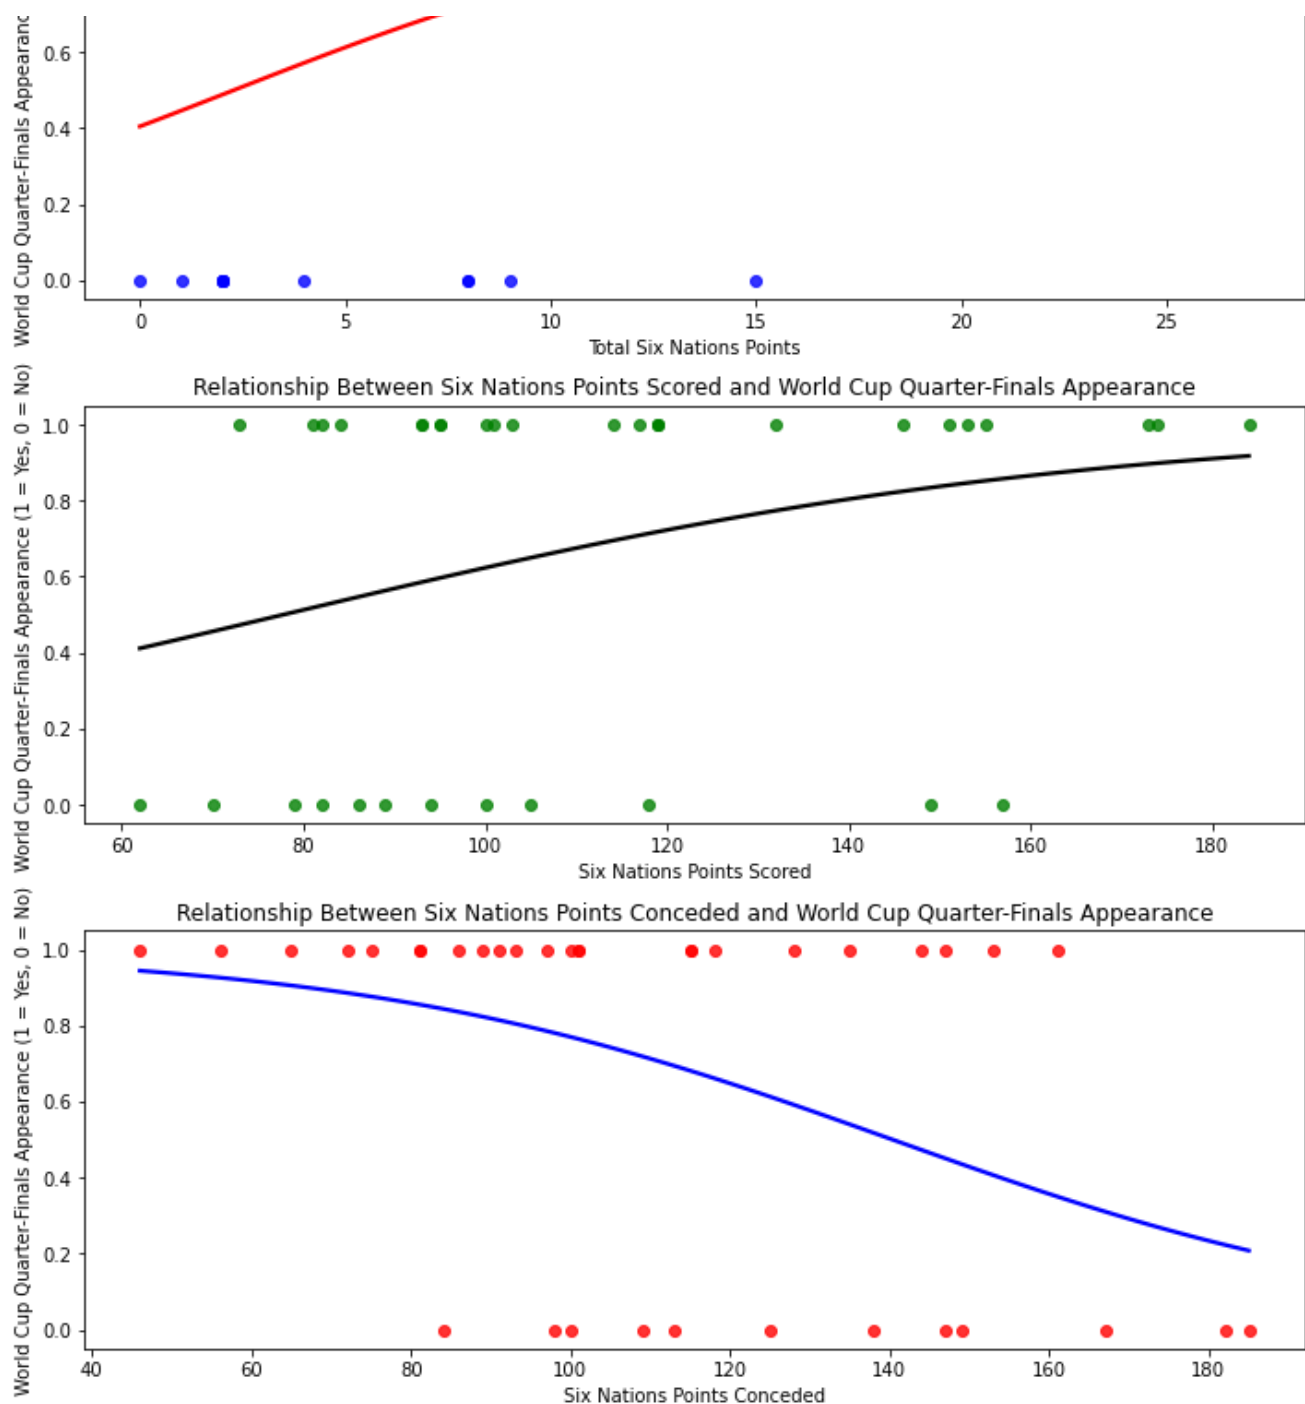 World Cup Quarter-Finals Appearanc
0.6
0.4
0.2
0.0
0 5 10 15 20 25
Total Six Nations Points
Relationship Between Six Nations Points Scored and World Cup Quarter-Finals Appearance
World Cup Quarter-Finals Appearance (1 = Yes, 0 = No)
1.0
0.8
0.6
0.4
0.2
0.0
60 80 100 120 140 160 180
Six Nations Points Scored
Relationship Between Six Nations Points Conceded and World Cup Quarter-Finals Appearance
World Cup Quarter-Finals Appearance (1 = Yes, 0 = No)
1.0
0.8
0.6
0.4
0.2
0.0
40 60 80 100 120 140 160 180
Six Nations Points Conceded